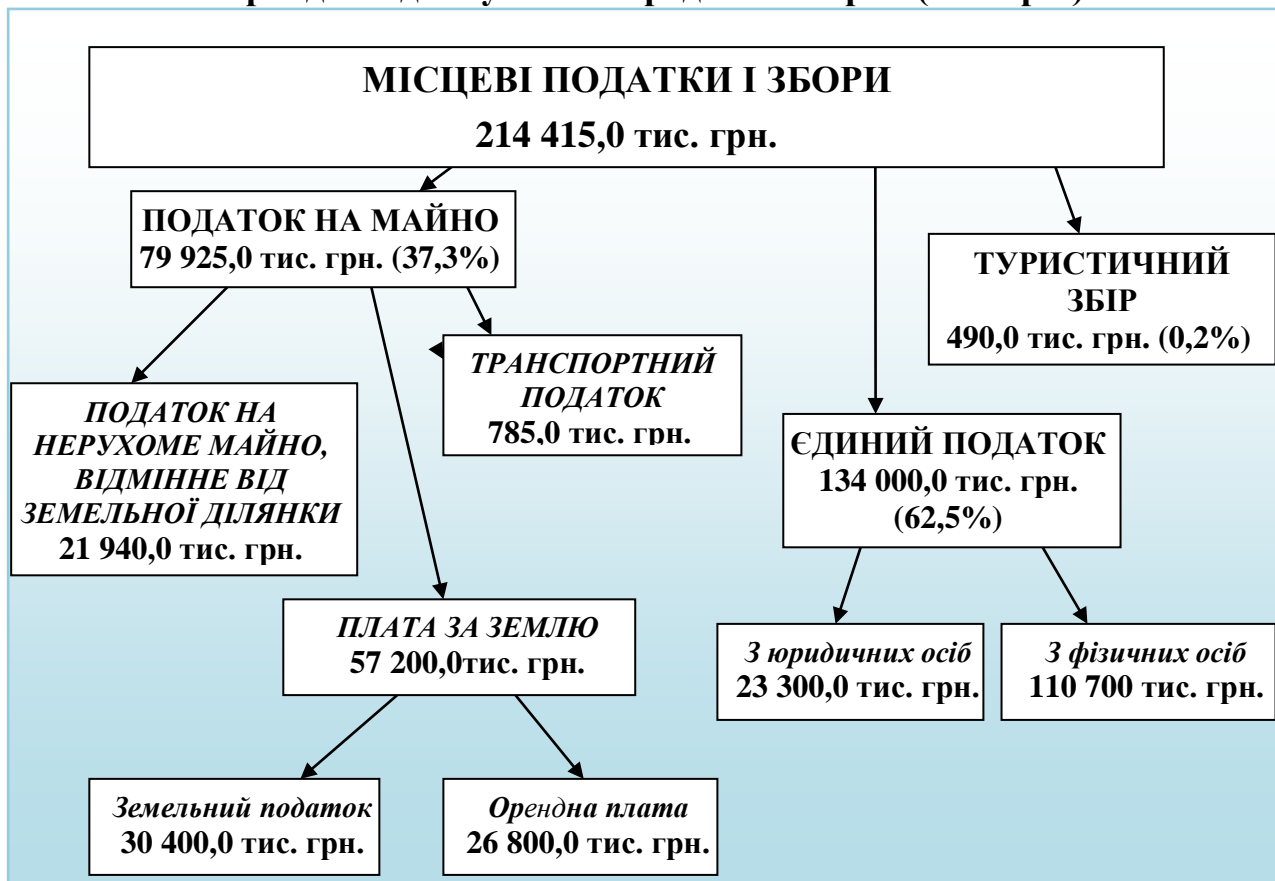 МІСЦЕВІ ПОДАТКИ І ЗБОРИ
214 415,0 тис. грн.
ПОДАТОК НА МАЙНО
79 925,0 тис. грн. (37,3%)
ТУРИСТИЧНИЙ
ЗБІР
490,0 тис. грн. (0,2%)
ТРАНСПОРТНИЙ
ПОДАТОК
785,0 тис. грн.
ПОДАТОК НА
НЕРУХОМЕ МАЙНО,
ВІДМІННЕ ВІД
ЗЕМЕЛЬНОЇ ДІЛЯНКИ
21 940,0 тис. грн.
ЄДИНИЙ ПОДАТОК
134 000,0 тис. грн.
(62,5%)
ПЛАТА ЗА ЗЕМЛЮ
57 200,0тис. грн.
З юридичних осіб
23 300,0 тис. грн.
З фізичних осіб
110 700 тис. грн.
Земельний податок
30 400,0 тис. грн.
Орендна плата
26 800,0 тис. грн.